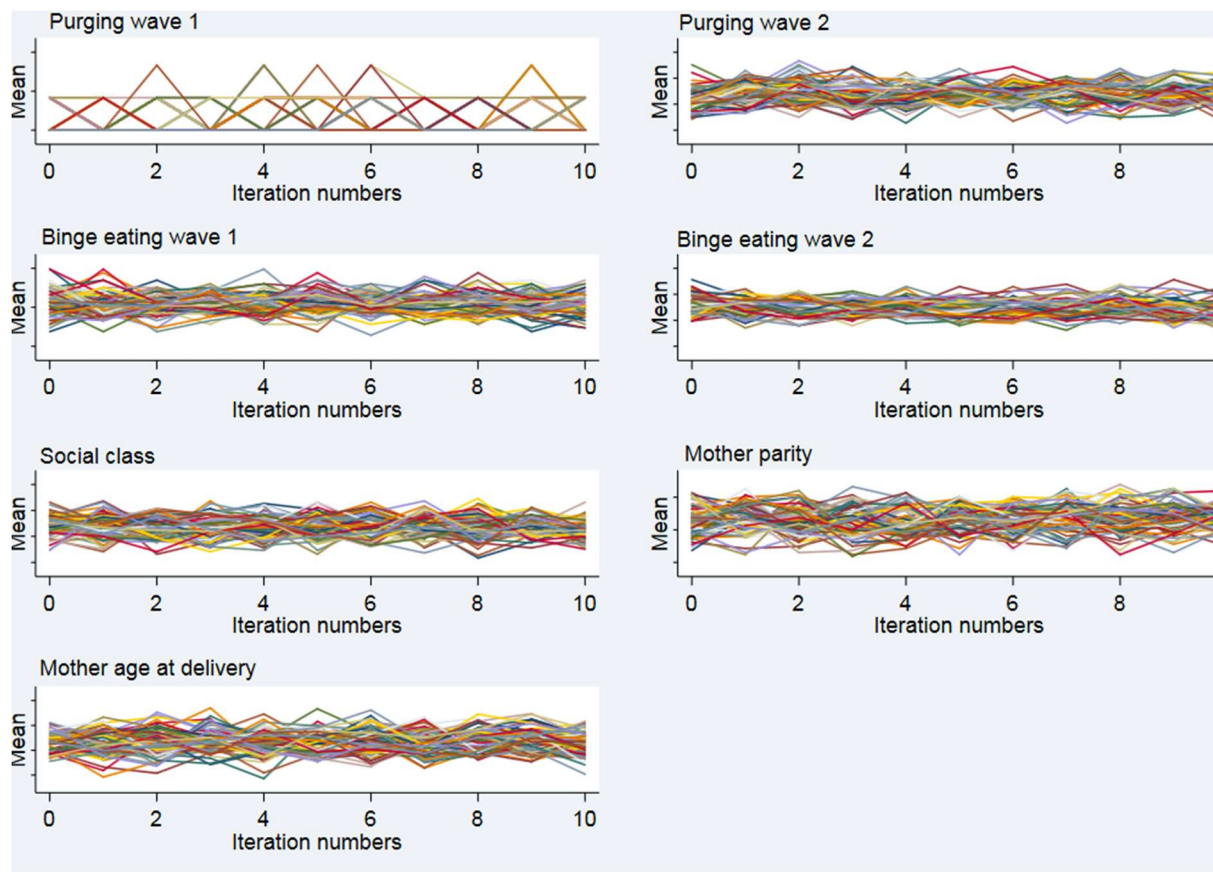 Purging wave 1
Mean
0 2 4 6 8 10
Iteration numbers
Purging wave 2
Mean
0 2 4 6 8
Iteration numbers
Binge eating wave 1
Mean
0 2 4 6 8 10
Iteration numbers
Binge eating wave 2
Mean
0 2 4 6 8
Iteration numbers
Social class
Mean
0 2 4 6 8 10
Iteration numbers
Mother parity
Mean
0 2 4 6 8
Iteration numbers
Mother age at delivery
Mean
0 2 4 6 8 10
Iteration numbers